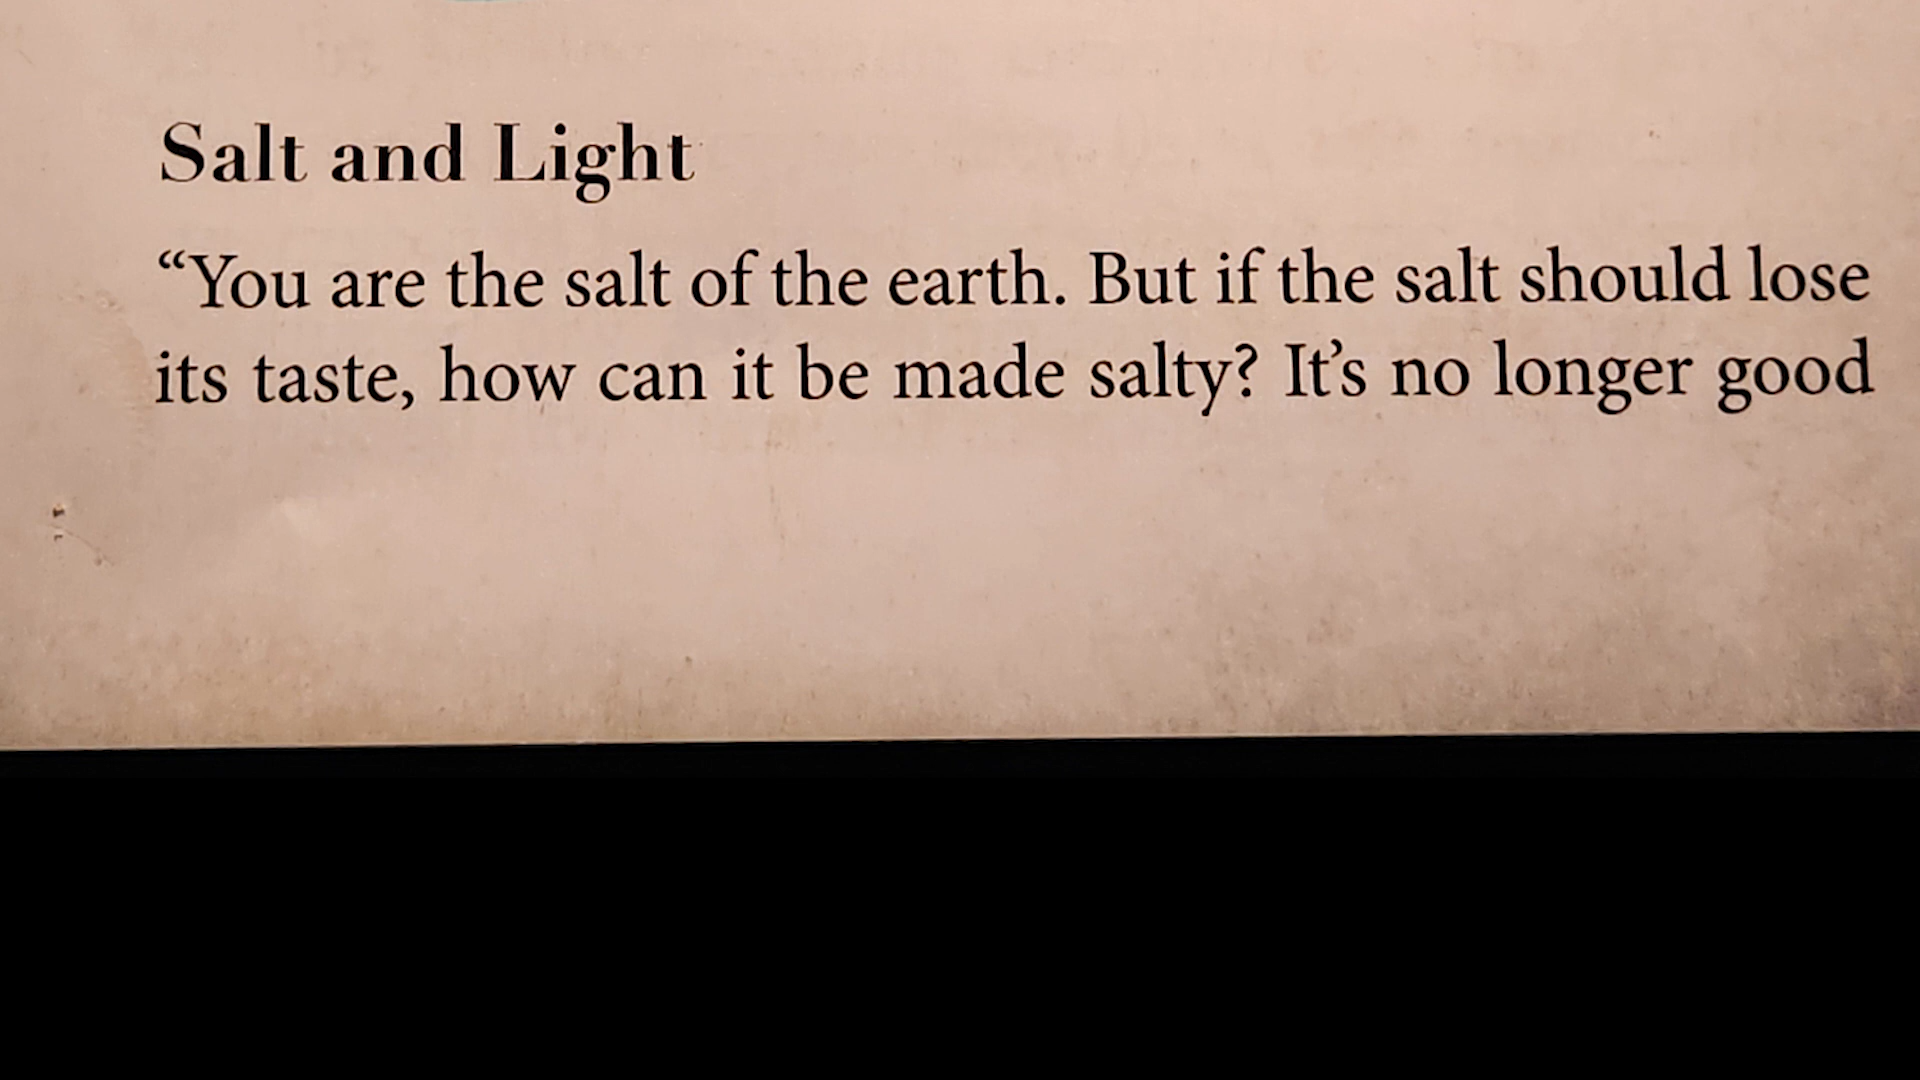 Salt and Light
“You are the salt of the earth. But if the salt should lose
its taste, how can it be made salty? It’s no longer good